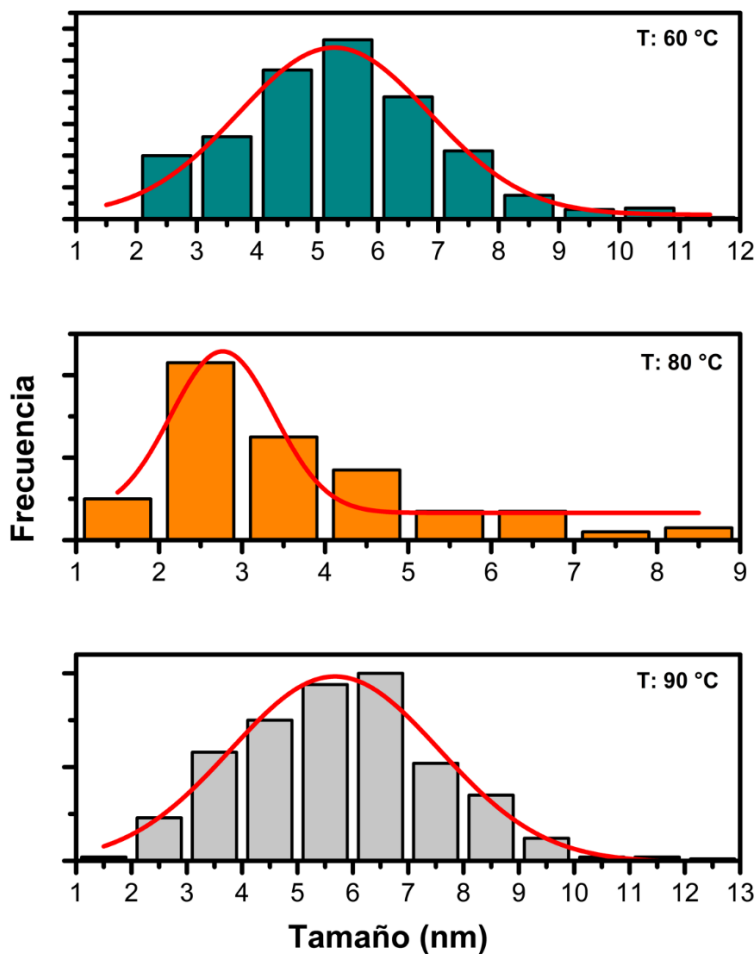 T: 60 °C
1 2 3 4 5 6 7 8 9 10 11 12
T: 80 °C
Frecuencia
1 2 3 4 5 6 7 8 9
T: 90 °C
1 2 3 4 5 6 7 8 9 10 11 12 13
Tamaño (nm)